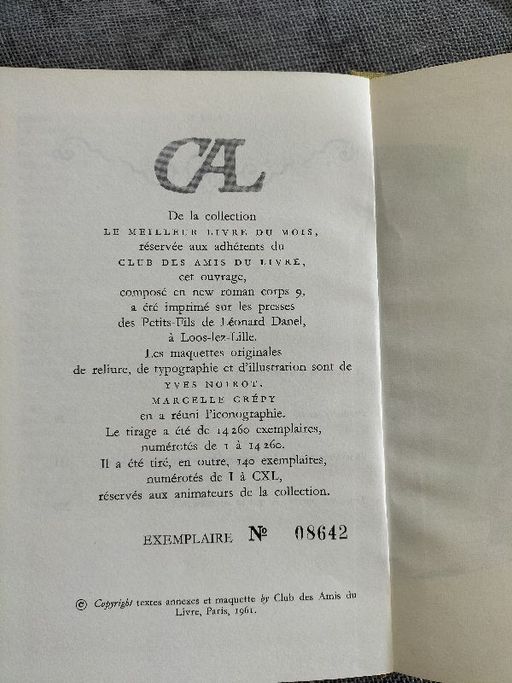 CAL
De la collection
LE MEILLEUR LIVRE DU MOIS,
réservée aux adhérents du
CLUB DES AMIS DU LIVRE,
cet ouvrage,
composé en new roman corps 9,
a été imprimé sur les presses
des Petits-Fils de Léonard Danel,
à Loos-lez-Lille.
Les maquettes originales
de reliure, de typographie et d'illustration sont de
YVES NOIROT.
MARCELLE CRÉPY
en a réuni l'iconographie.
Le tirage a été de 14 260 exemplaires,
numérotés de 1 à 14 260.
Il a été tiré, en outre, 140 exemplaires,
numérotés de I à CXL,
réservés aux animateurs de la collection.
EXEMPLAIRE Nº 08642
© Copyright textes annexes et maquette by Club des Amis du
Livre, Paris, 1961.